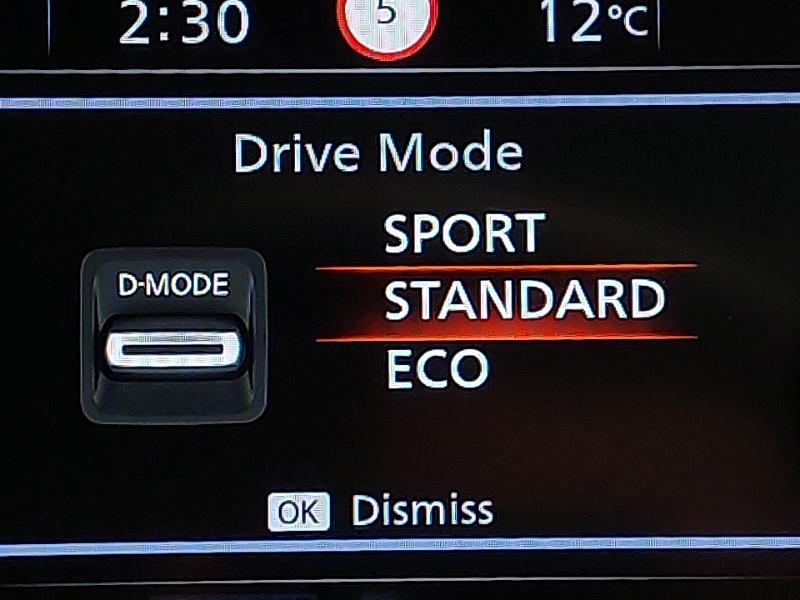 2:30 5 12°C
Drive Mode
SPORT
D-MODE
STANDARD
ECO
OK Dismiss